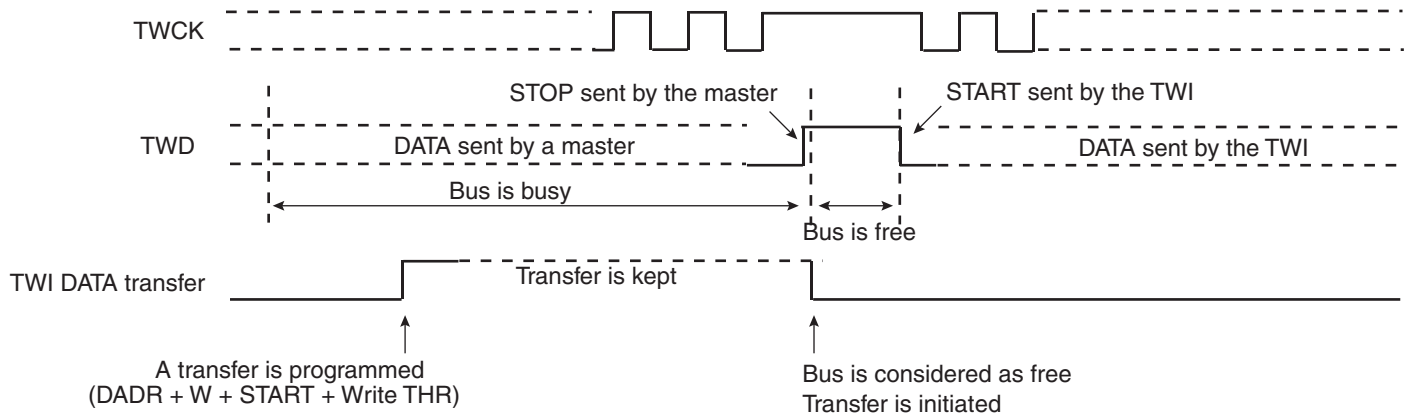 TWCK
STOP sent by the master
START sent by the TWI
TWD
DATA sent by a master
DATA sent by the TWI
Bus is busy
Bus is free
TWI DATA transfer
Transfer is kept
A transfer is programmed
(DADR + W + START + Write THR)
Bus is considered as free
Transfer is initiated